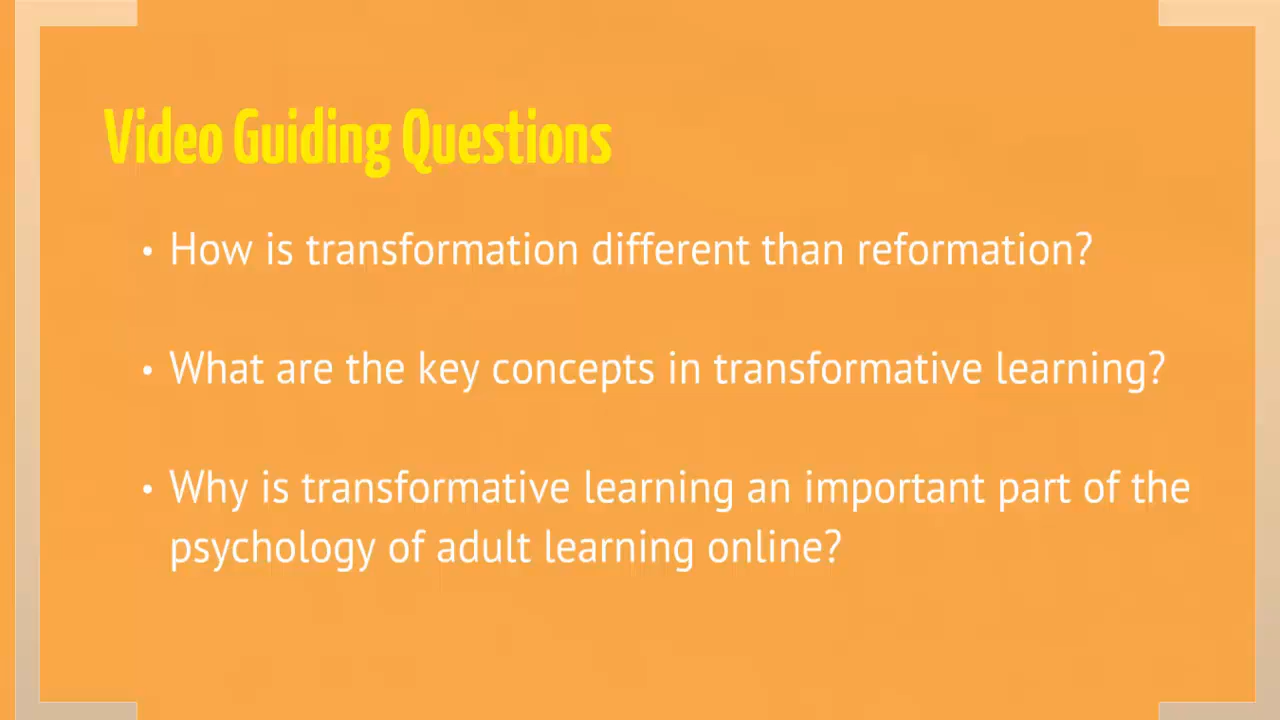 Video Guiding Questions
• How is transformation different than reformation?
• What are the key concepts in transformative learning?
• Why is transformative learning an important part of the
psychology of adult learning online?